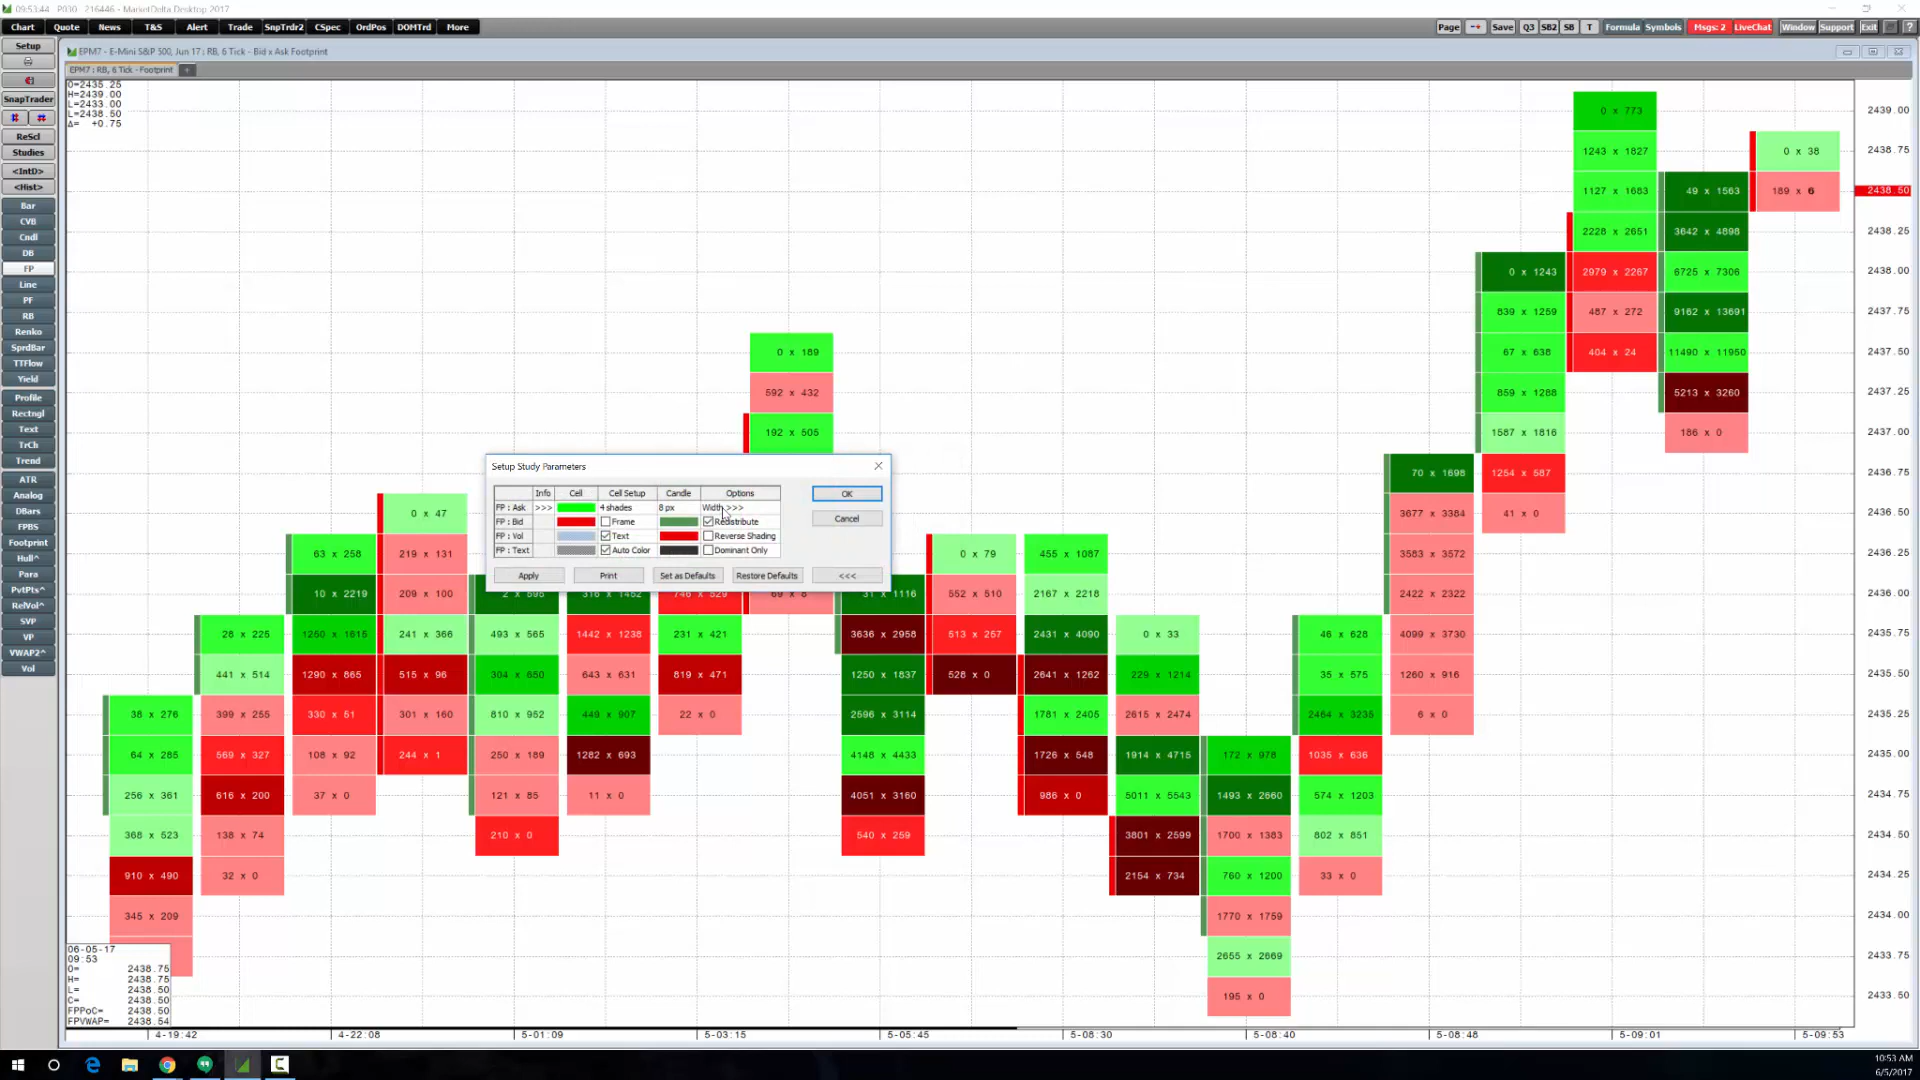 09:53:44 P030 216446 - MarketDelta Desktop 2017
Chart Quote News T&S Alert Trade SnpTrdr2 CSpec OrdPos DOMTrd More Page Save Q3 SB2 SB T Formula Symbols Msgs: 2 LiveChat Window Support Exit ?
Setup
EPM7 - E-Mini S&P 500, Jun 17 : RB, 6 Tick - Bid x Ask Footprint
EPM7 : RB, 6 Tick - Footprint +
O=2435.25
H=2439.00
L=2433.00
L=2438.50
Δ= +0.75
SnapTrader
ReScl
Studies
<IntD>
<Hist>
Bar
CVB
Cndl
DB
FP
Line
PF
RB
Renko
SprdBar
TTFlow
Yield
Profile
Rectngl
Text
TrCh
Trend
ATR
Analog
DBars
FPBS
Footprint
Hull^
Para
PvtPts^
RelVol^
SVP
VP
VWAP2^
Vol
0 x 773 2439.00
1243 x 1827 0 x 38 2438.75
1127 x 1683 49 x 1563 189 x 6 2438.50
2228 x 2651 3642 x 4898 2438.25
0 x 1243 2979 x 2267 6725 x 7306 2438.00
839 x 1259 487 x 272 9162 x 13691 2437.75
0 x 189 67 x 638 404 x 24 11490 x 11950 2437.50
592 x 432 859 x 1288 5213 x 3260 2437.25
192 x 505 1587 x 1816 186 x 0 2437.00
70 x 1698 1254 x 587 2436.75
0 x 47 3677 x 3384 41 x 0 2436.50
63 x 258 219 x 131 0 x 79 455 x 1087 3583 x 3572 2436.25
10 x 2219 209 x 100 2 x 595 316 x 1452 746 x 529 69 x 8 31 x 1116 552 x 510 2167 x 2218 2422 x 2322 2436.00
28 x 225 1250 x 1615 241 x 366 493 x 565 1442 x 1238 231 x 421 3636 x 2958 513 x 257 2431 x 4090 0 x 33 46 x 628 4099 x 3730 2435.75
441 x 514 1290 x 865 515 x 96 304 x 650 643 x 631 819 x 471 1250 x 1837 528 x 0 2641 x 1262 229 x 1214 35 x 575 1260 x 916 2435.50
38 x 276 399 x 255 330 x 51 301 x 160 810 x 952 449 x 907 22 x 0 2596 x 3114 1781 x 2405 2615 x 2474 2464 x 3235 6 x 0 2435.25
64 x 285 569 x 327 108 x 92 244 x 1 250 x 189 1282 x 693 4148 x 4433 1726 x 548 1914 x 4715 172 x 978 1035 x 636 2435.00
256 x 361 616 x 200 37 x 0 121 x 85 11 x 0 4051 x 3160 986 x 0 5011 x 5543 1493 x 2660 574 x 1203 2434.75
368 x 523 138 x 74 210 x 0 540 x 259 3801 x 2599 1700 x 1383 802 x 851 2434.50
910 x 490 32 x 0 2154 x 734 760 x 1200 33 x 0 2434.25
345 x 209 1770 x 1759 2434.00
2655 x 2669 2433.75
195 x 0 2433.50
Setup Study Parameters
Info Cell Cell Setup Candle Options
FP : Ask >>> 4 shades 8 px Width >>>
FP : Bid Frame Redistribute
FP : Vol Text Reverse Shading
FP : Text Auto Color Dominant Only
OK
Cancel
Apply Print Set as Defaults Restore Defaults <<<
06-05-17
09:53
O= 2438.75
H= 2438.75
L= 2438.50
C= 2438.50
FPPoC= 2438.50
FPVWAP= 2438.54
4-19:42 4-22:08 5-01:09 5-03:15 5-05:45 5-08:30 5-08:40 5-08:48 5-09:01 5-09:53
10:53 AM
6/5/2017